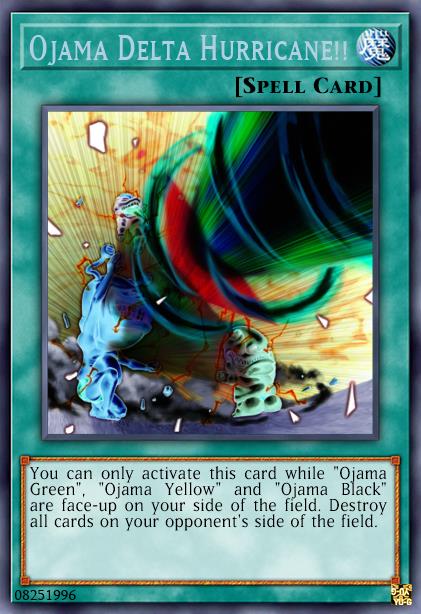 Ojama Delta Hurricane!!
[Spell Card]
You can only activate this card while "Ojama
Green", "Ojama Yellow" and "Ojama Black"
are face-up on your side of the field. Destroy
all cards on your opponent's side of the field.
08251996